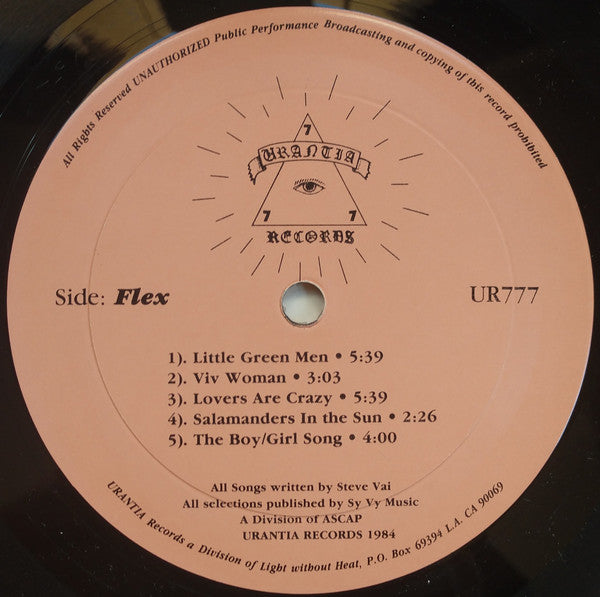 All Rights Reserved UNAUTHORIZED Public Performance Broadcasting and copying of this record prohibited
7
URANTIA
7 7
RECORDS
Side: Flex
UR777
1). Little Green Men • 5:39
2). Viv Woman • 3:03
3). Lovers Are Crazy • 5:39
4). Salamanders In the Sun • 2:26
5). The Boy/Girl Song • 4:00
All Songs written by Steve Vai
All selections published by Sy Vy Music
A Division of ASCAP
URANTIA RECORDS 1984
URANTIA Records a Division of Light without Heat, P.O. Box 69394 L.A. CA 90069